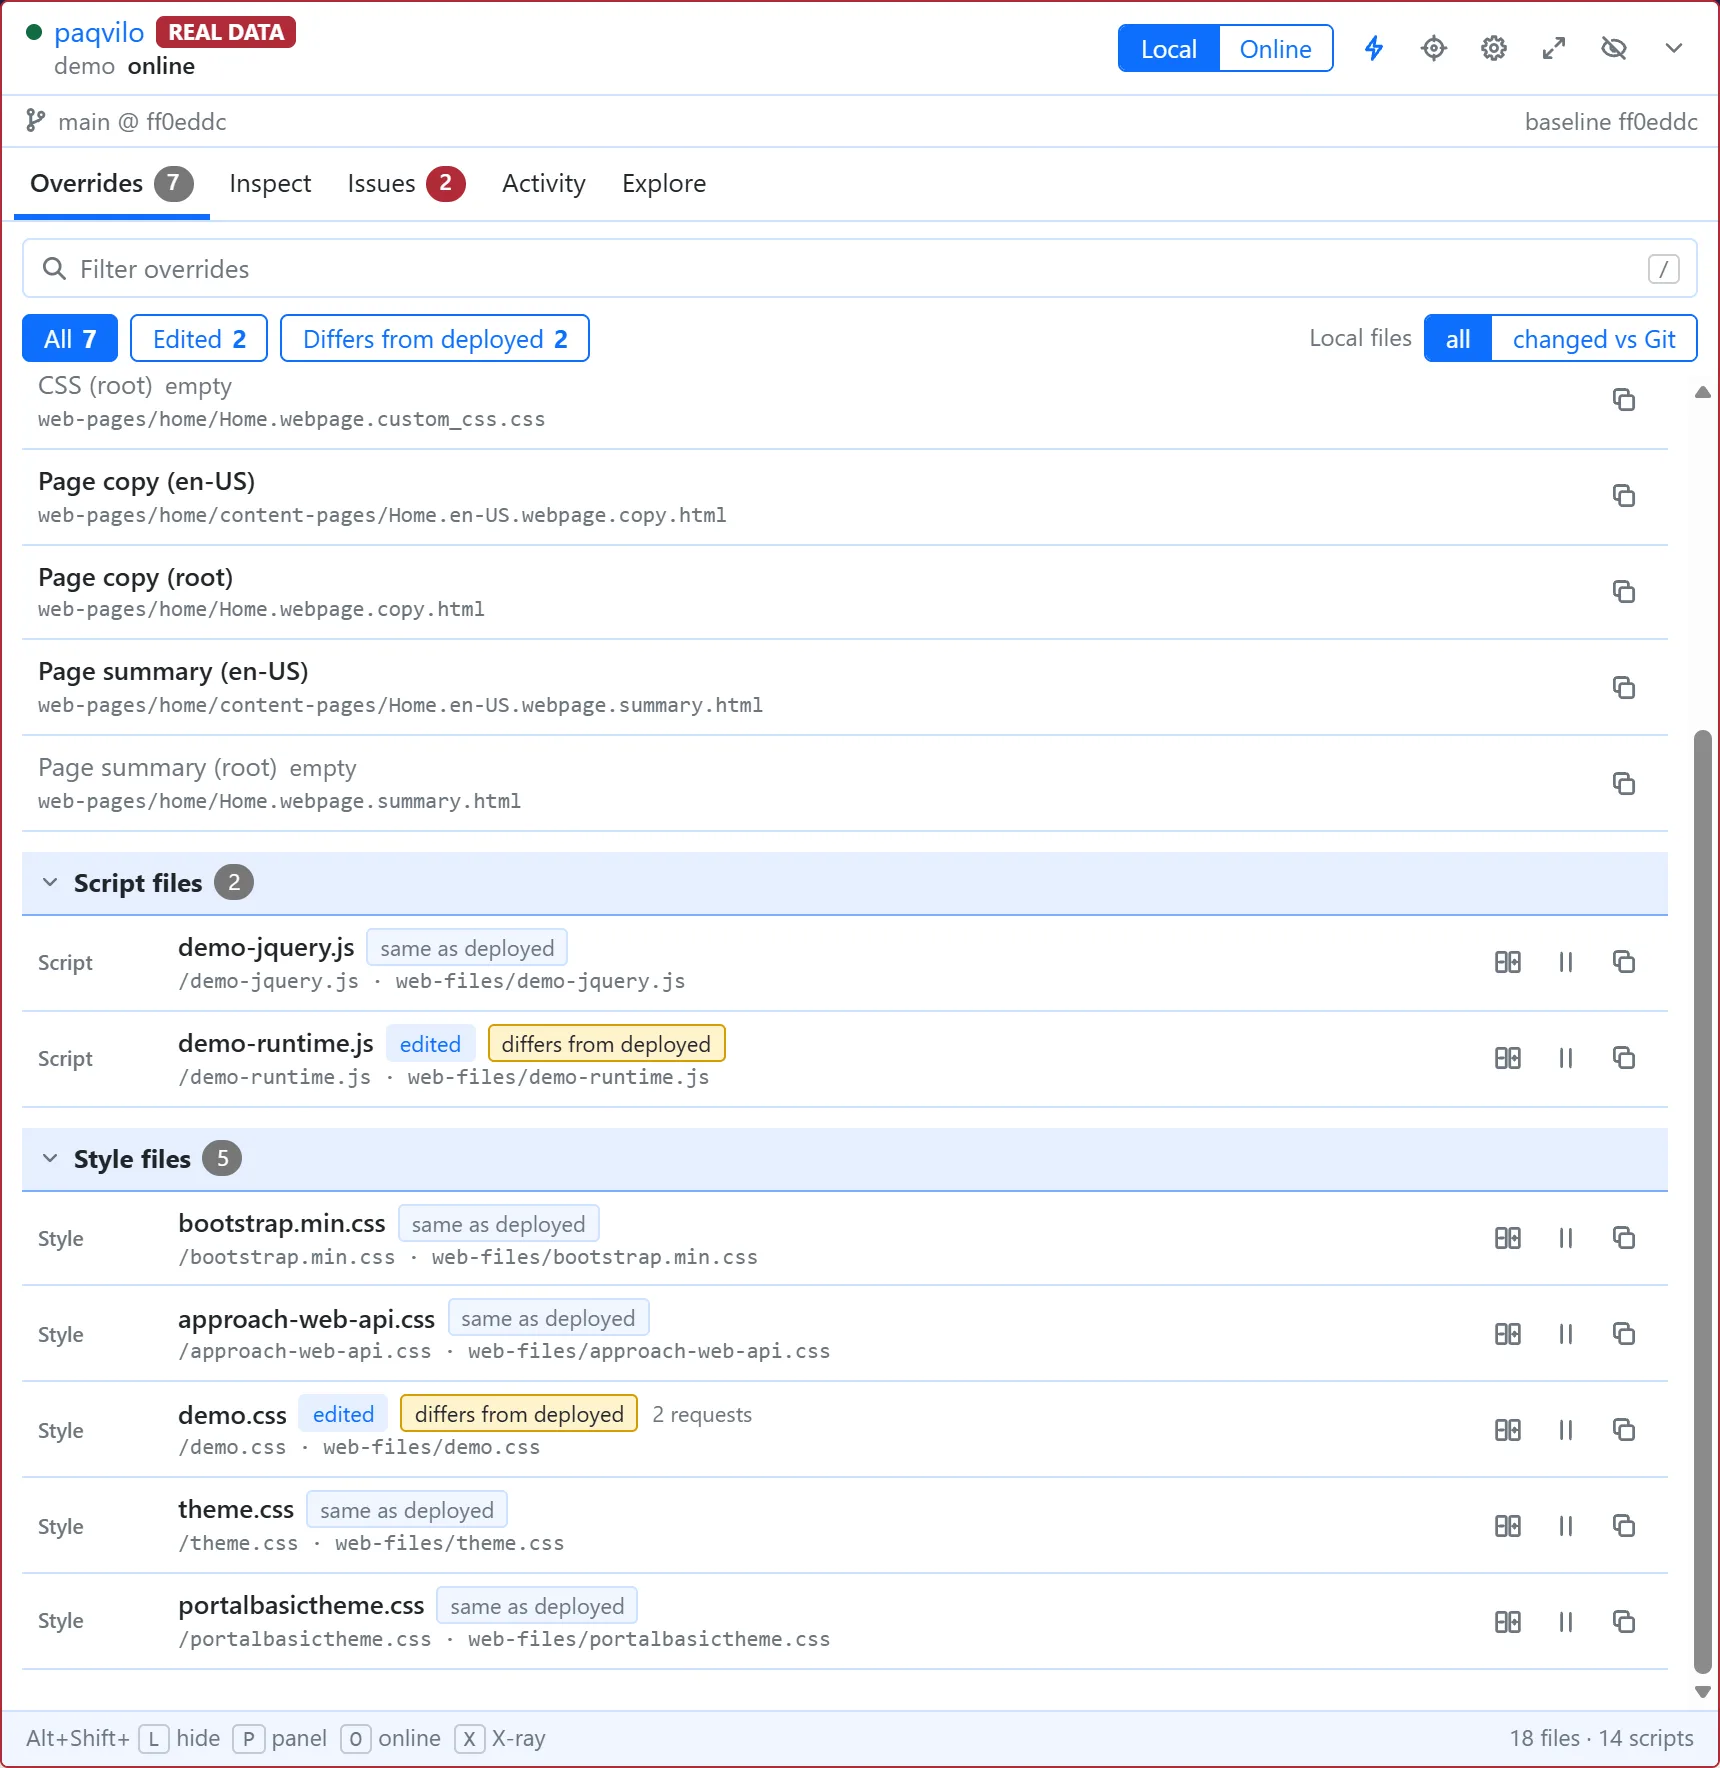 paqvilo REAL DATA
demo online
Local Online
main @ ff0eddc
baseline ff0eddc
Overrides 7 Inspect Issues 2 Activity Explore
Filter overrides /
All 7 Edited 2 Differs from deployed 2 Local files all changed vs Git
CSS (root) empty
web-pages/home/Home.webpage.custom_css.css
Page copy (en-US)
web-pages/home/content-pages/Home.en-US.webpage.copy.html
Page copy (root)
web-pages/home/Home.webpage.copy.html
Page summary (en-US)
web-pages/home/content-pages/Home.en-US.webpage.summary.html
Page summary (root) empty
web-pages/home/Home.webpage.summary.html
Script files 2
Script
demo-jquery.js same as deployed
/demo-jquery.js · web-files/demo-jquery.js
Script
demo-runtime.js edited differs from deployed
/demo-runtime.js · web-files/demo-runtime.js
Style files 5
Style
bootstrap.min.css same as deployed
/bootstrap.min.css · web-files/bootstrap.min.css
Style
approach-web-api.css same as deployed
/approach-web-api.css · web-files/approach-web-api.css
Style
demo.css edited differs from deployed 2 requests
/demo.css · web-files/demo.css
Style
theme.css same as deployed
/theme.css · web-files/theme.css
Style
portalbasictheme.css same as deployed
/portalbasictheme.css · web-files/portalbasictheme.css
Alt+Shift+ L hide P panel O online X X-ray
18 files · 14 scripts